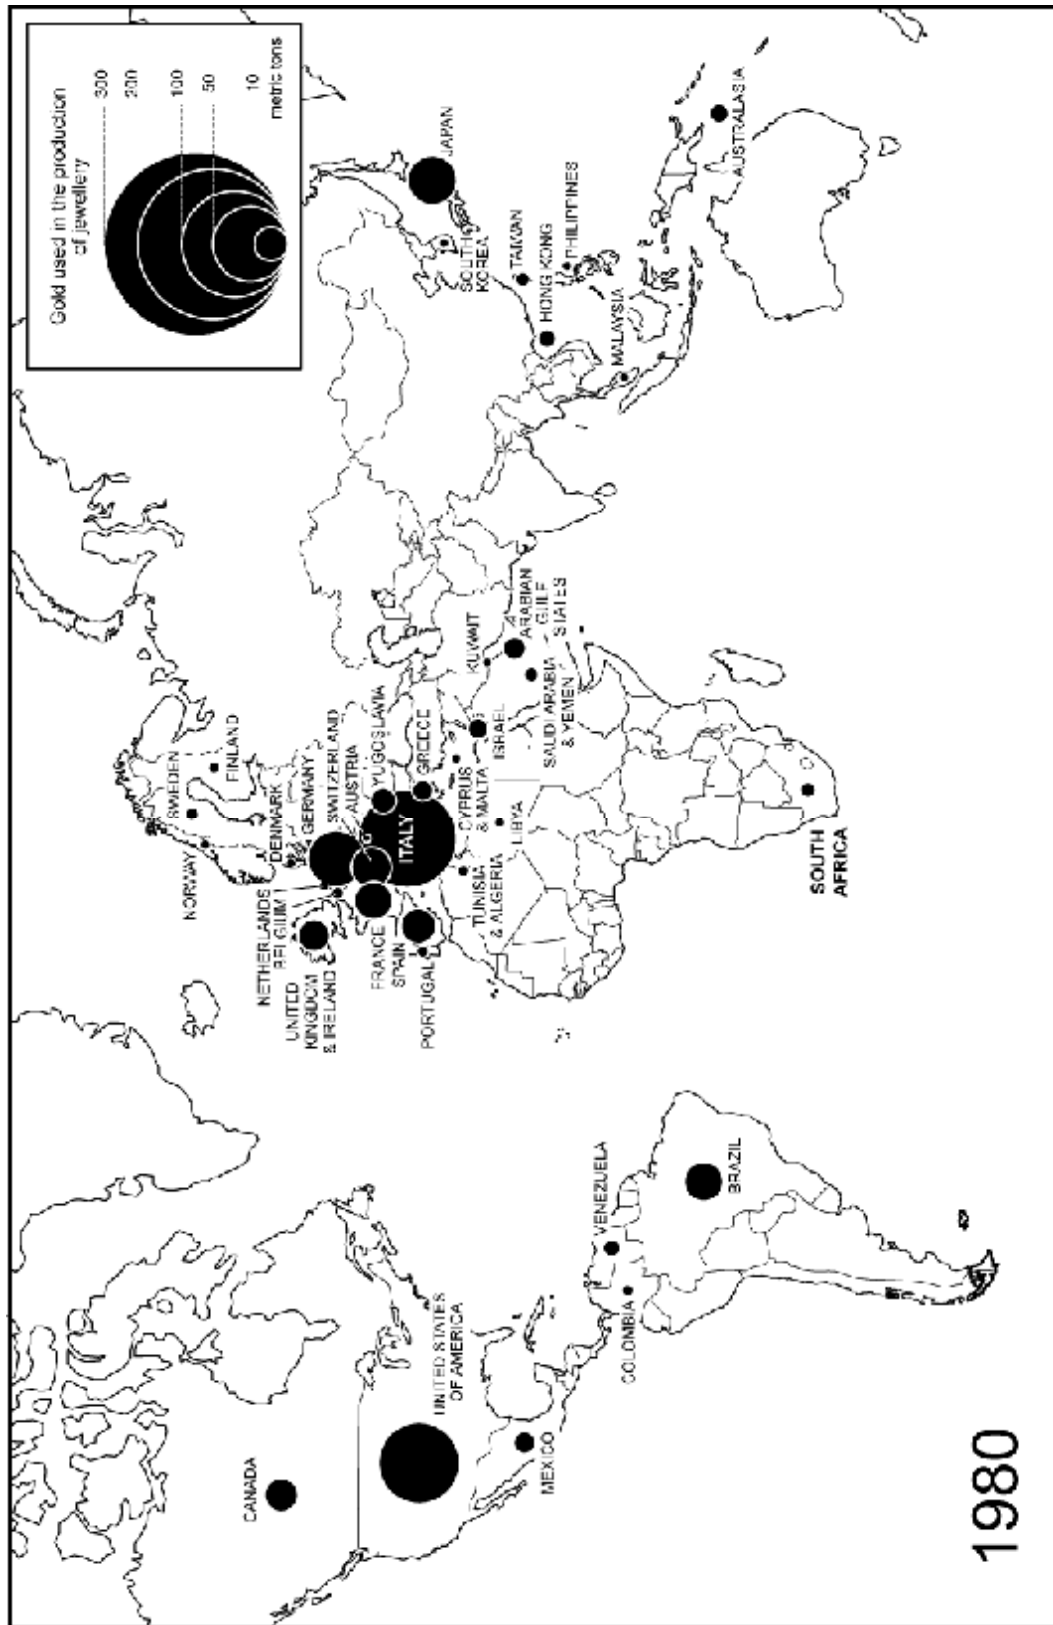 Gold used in the production
of jewellery
300
200
100
50
10
metric tons
CANADA
UNITED STATES
OF AMERICA
MEXICO
COLOMBIA
VENEZUELA
BRAZIL
NORWAY
SWEDEN
FINLAND
DENMARK
GERMANY
SWITZERLAND
AUSTRIA
YUGOSLAVIA
GREECE
NETHERLANDS
BELGIUM
UNITED
KINGDOM
& IRELAND
FRANCE
SPAIN
PORTUGAL
ITALY
CYPRUS
& MALTA
TUNISIA
& ALGERIA
LIBYA
ISRAEL
KUWAIT
ARABIAN
GULF
STATES
SAUDI ARABIA
& YEMEN
SOUTH
AFRICA
JAPAN
SOUTH
KOREA
TAIWAN
HONG KONG
PHILIPPINES
MALAYSIA
AUSTRALASIA
1980